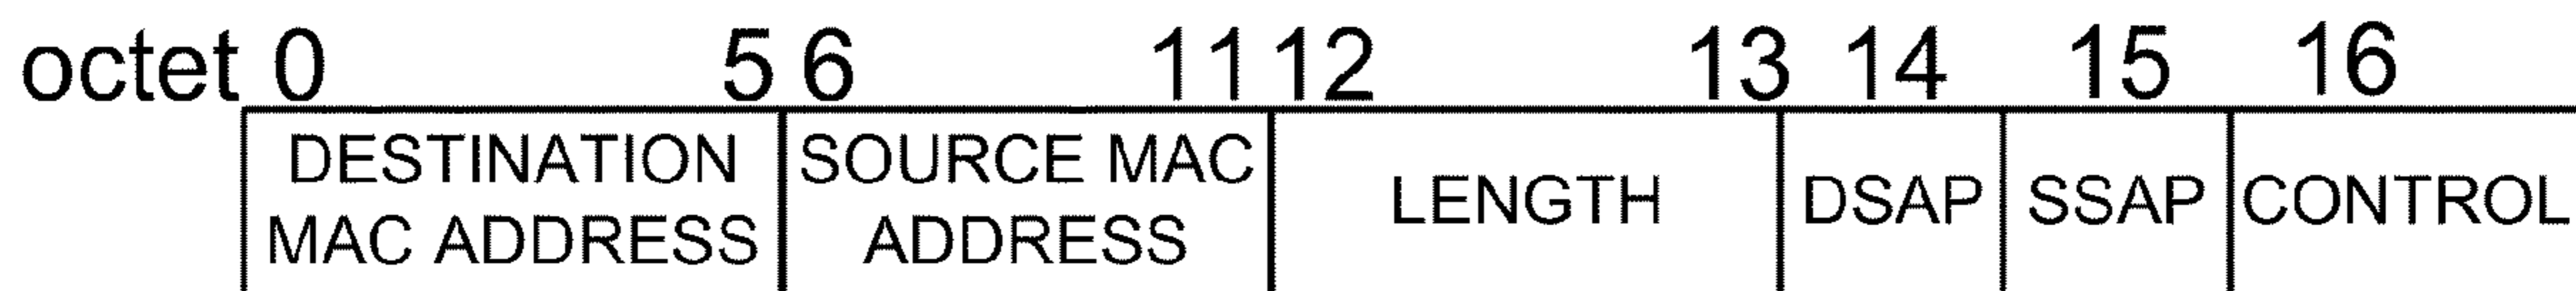 octet 0 5 6 11 12 13 14 15 16
DESTINATION MAC ADDRESS
SOURCE MAC ADDRESS
LENGTH
DSAP
SSAP
CONTROL